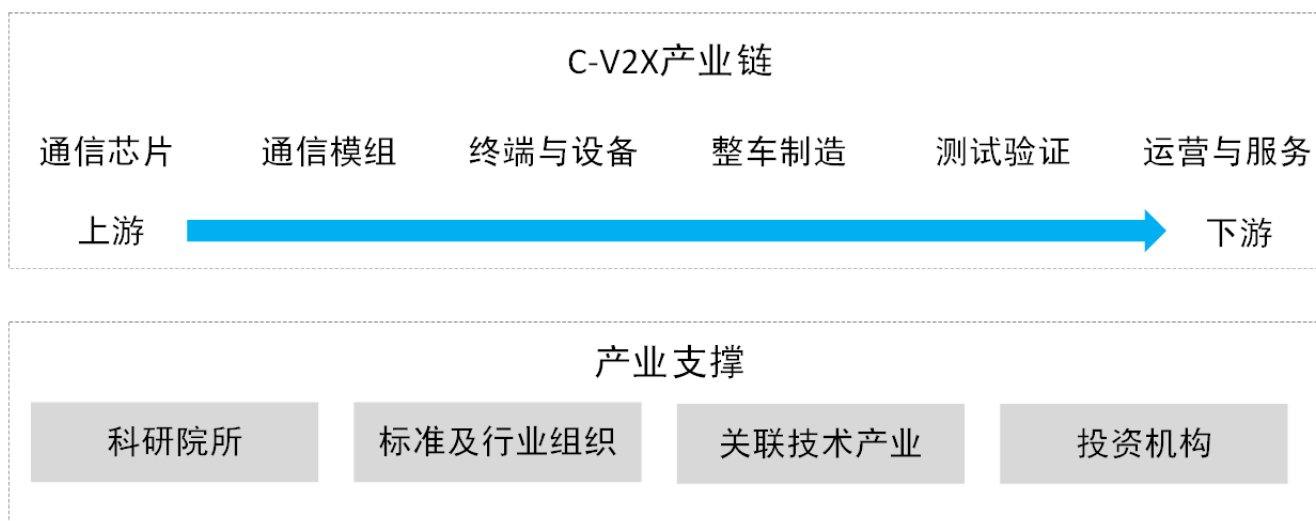 C-V2X产业链
通信芯片 通信模组 终端与设备 整车制造 测试验证 运营与服务
上游 下游
产业支撑
科研院所 标准及行业组织 关联技术产业 投资机构